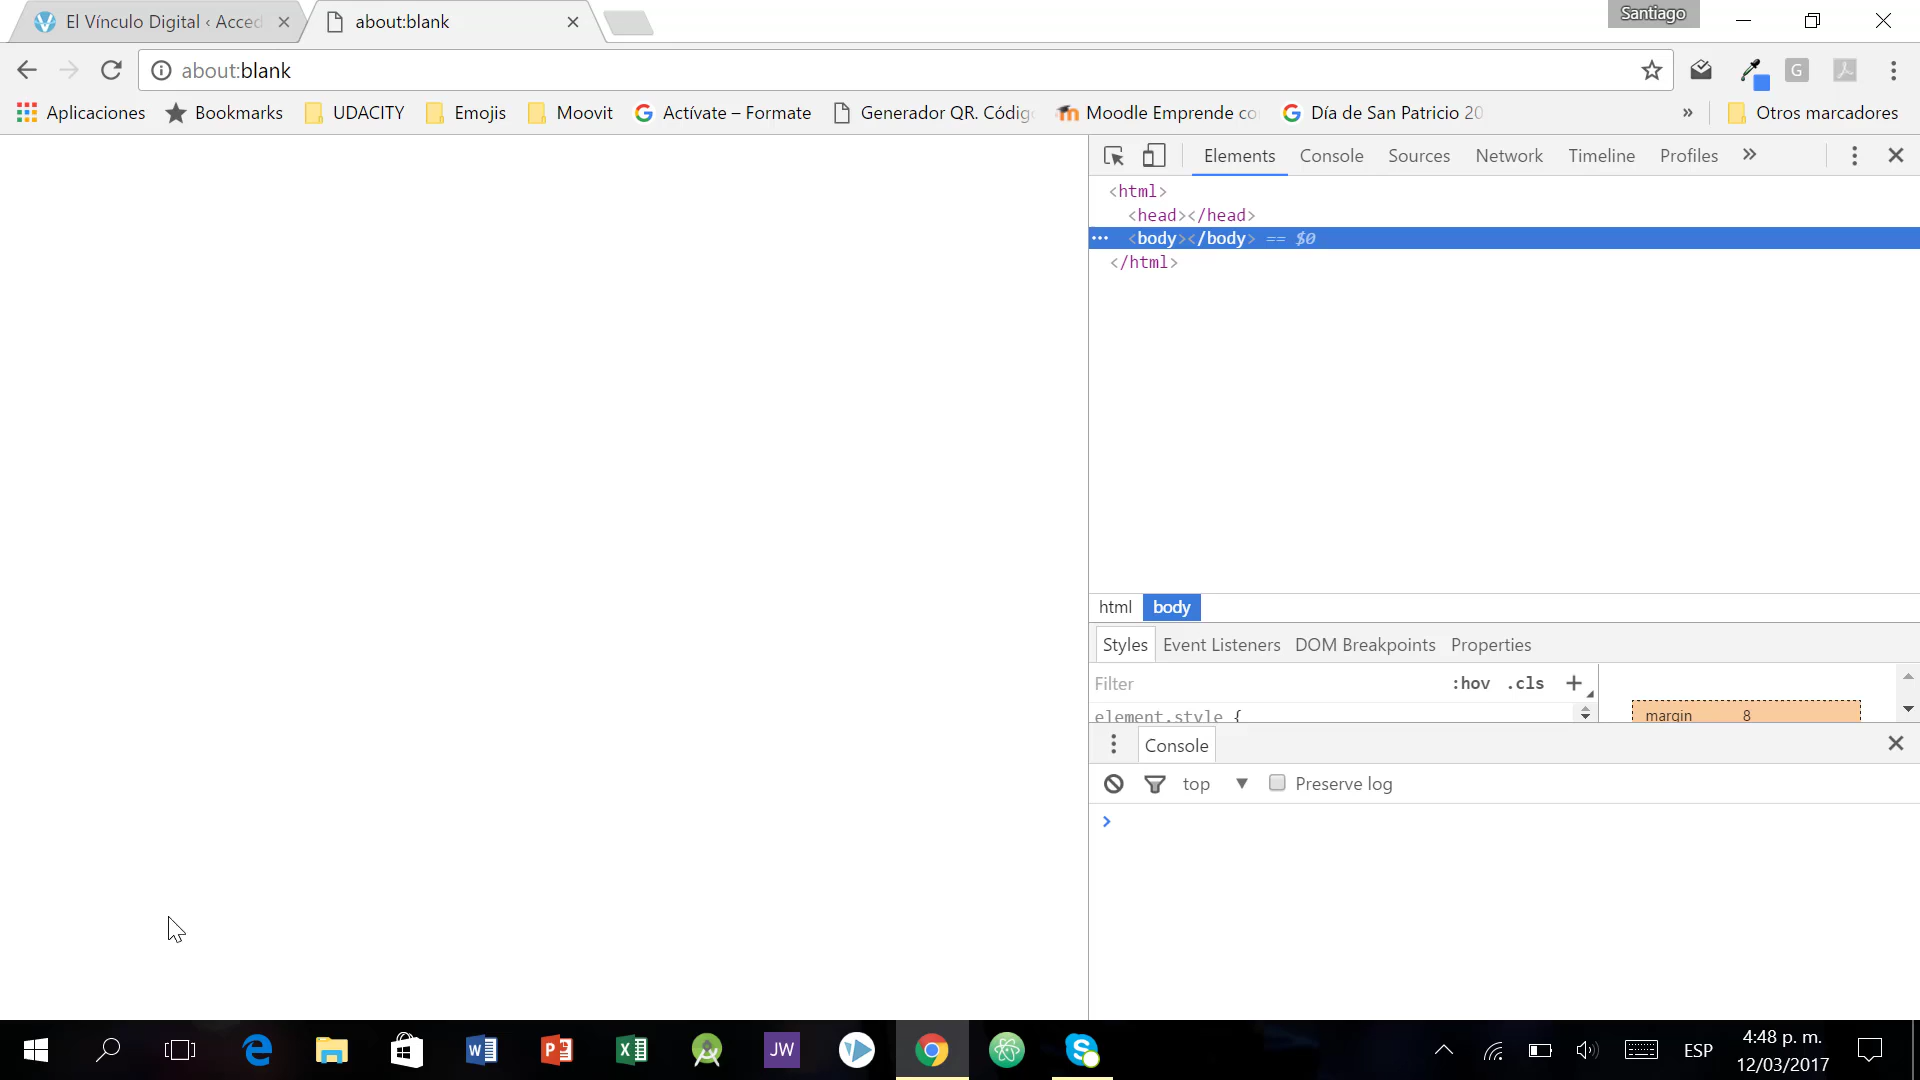 El Vínculo Digital ‹ Acced
about:blank
Santiago
about:blank
Aplicaciones
Bookmarks
UDACITY
Emojis
Moovit
Actívate – Formate
Generador QR. Códig
Moodle Emprende co
Día de San Patricio 20
»
Otros marcadores
Elements Console Sources Network Timeline Profiles »
<html>
<head></head>
... <body></body> == $0
</html>
html body
Styles Event Listeners DOM Breakpoints Properties
Filter :hov .cls +
element.style {
margin 8
Console
top ▼ Preserve log
>
JW
ESP
4:48 p. m.
12/03/2017